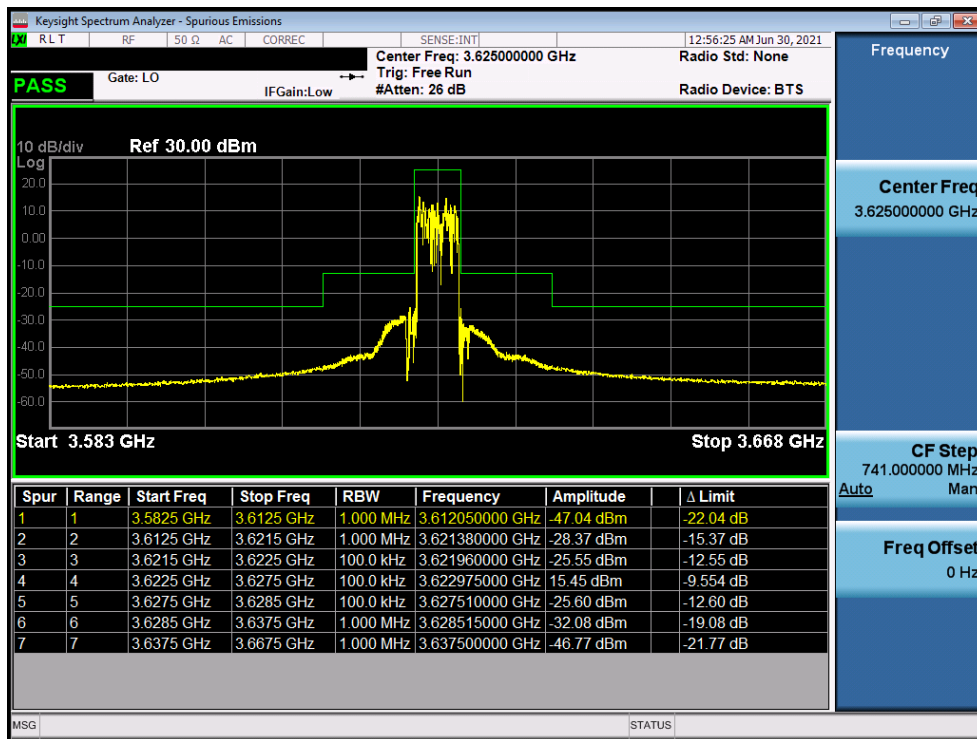 Keysight Spectrum Analyzer - Spurious Emissions
LXI RLT RF 50 Ω AC CORREC SENSE:INT 12:56:25 AM Jun 30, 2021
Center Freq: 3.625000000 GHz Radio Std: None
PASS Gate: LO Trig: Free Run
IFGain:Low #Atten: 26 dB Radio Device: BTS
10 dB/div Ref 30.00 dBm
Log
20.0
10.0
0.00
-10.0
-20.0
-30.0
-40.0
-50.0
-60.0
Start 3.583 GHz Stop 3.668 GHz
Spur Range Start Freq Stop Freq RBW Frequency Amplitude Δ Limit
1 1 3.5825 GHz 3.6125 GHz 1.000 MHz 3.612050000 GHz -47.04 dBm -22.04 dB
2 2 3.6125 GHz 3.6215 GHz 1.000 MHz 3.621380000 GHz -28.37 dBm -15.37 dB
3 3 3.6215 GHz 3.6225 GHz 100.0 kHz 3.621960000 GHz -25.55 dBm -12.55 dB
4 4 3.6225 GHz 3.6275 GHz 100.0 kHz 3.622975000 GHz 15.45 dBm -9.554 dB
5 5 3.6275 GHz 3.6285 GHz 100.0 kHz 3.627510000 GHz -25.60 dBm -12.60 dB
6 6 3.6285 GHz 3.6375 GHz 1.000 MHz 3.628515000 GHz -32.08 dBm -19.08 dB
7 7 3.6375 GHz 3.6675 GHz 1.000 MHz 3.637500000 GHz -46.77 dBm -21.77 dB
MSG STATUS
Frequency
Center Freq
3.625000000 GHz
CF Step
741.000000 MHz
Auto Man
Freq Offset
0 Hz